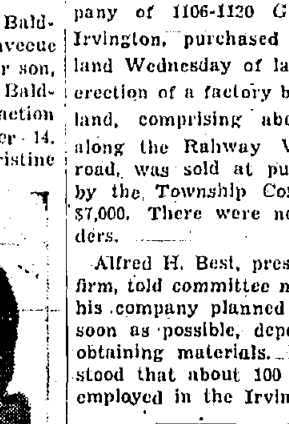 Bald-
avecue
r son,
Bald-
action
er 14.
ristine
pany of 1106-1120 G
Irvington, purchased
land Wednesday of la
erection of a factory b
land, comprising abo
along the Rahway V
road, was sold at pu
by the Township Co
$7,000. There were no
ders.
Alfred H. Best, pres
firm, told committee m
his company planned
soon as possible, depe
obtaining materials.
stood that about 100
employed in the Irvin